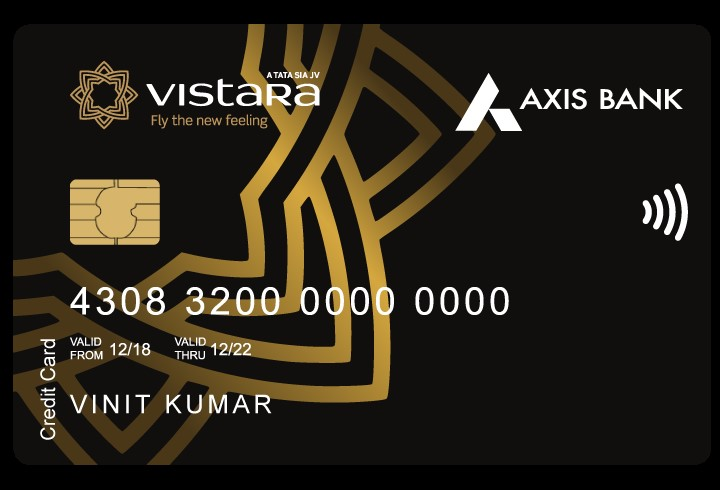 A TATA SIA JV
VISTARA
Fly the new feeling
AXIS BANK
4308 3200 0000 0000
VALID FROM 12/18 VALID THRU 12/22
VINIT KUMAR
Credit Card